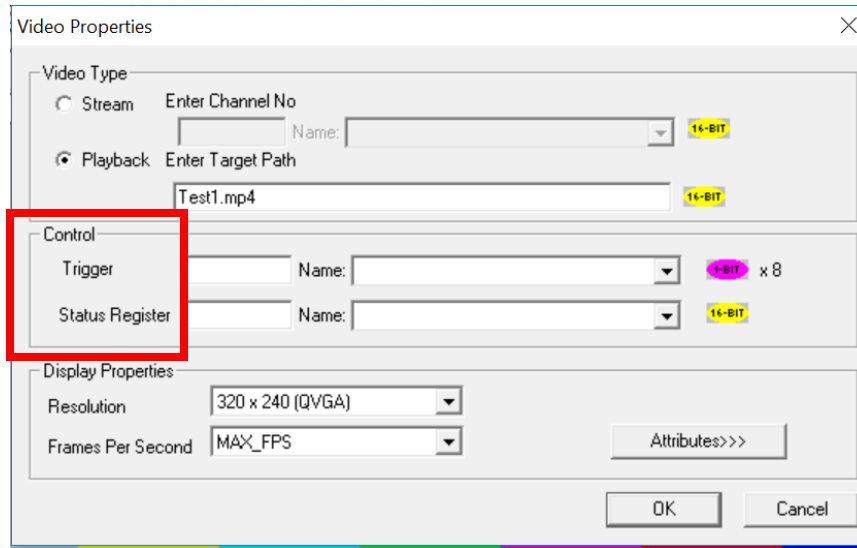 Video Properties
Video Type
Stream Enter Channel No
Name: 16-BIT
Playback Enter Target Path
Test1.mp4 16-BIT
Control
Trigger Name: 1-BIT x 8
Status Register Name: 16-BIT
Display Properties
Resolution 320 x 240 (QVGA)
Frames Per Second MAX_FPS Attributes>>>
OK Cancel